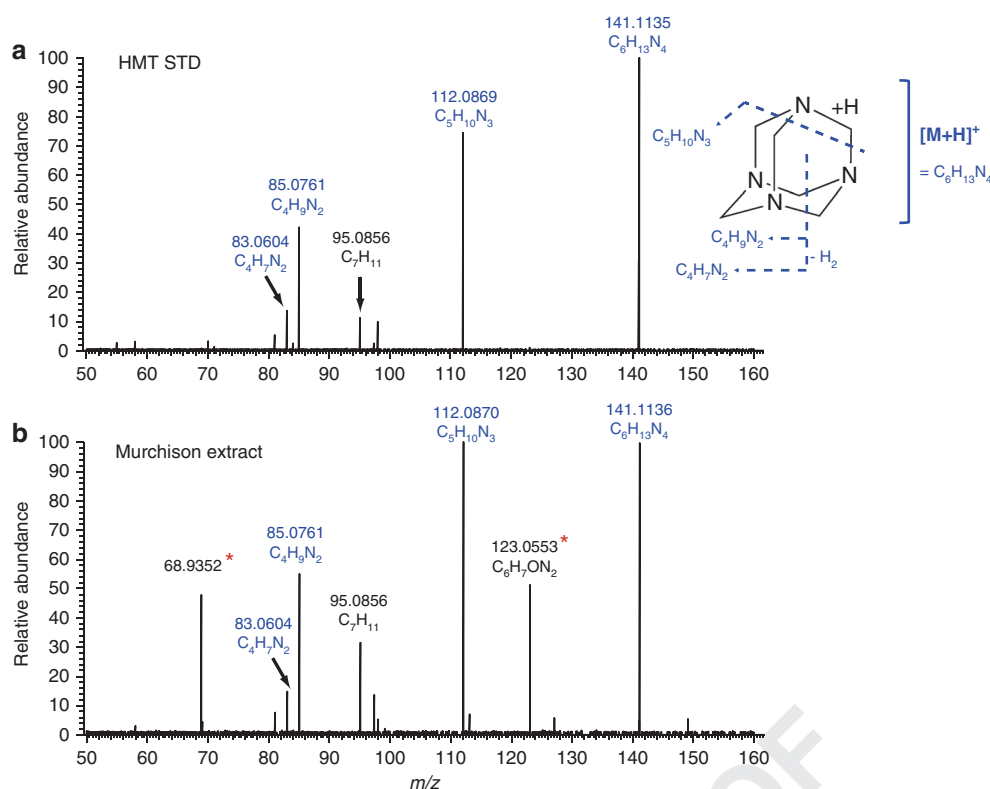 a
HMT STD
Relative abundance
100
90
80
70
60
50
40
30
20
10
0
141.1135
C₆H₁₃N₄
112.0869
C₅H₁₀N₃
85.0761
C₄H₉N₂
83.0604
C₄H₇N₂
95.0856
C₇H₁₁
50 60 70 80 90 100 110 120 130 140 150 160
N +H
N N
N
C₅H₁₀N₃
C₄H₉N₂
- H₂
C₄H₇N₂
[M+H]⁺
= C₆H₁₃N₄
b
Murchison extract
Relative abundance
100
90
80
70
60
50
40
30
20
10
0
112.0870
C₅H₁₀N₃
141.1136
C₆H₁₃N₄
68.9352 *
85.0761
C₄H₉N₂
83.0604
C₄H₇N₂
95.0856
C₇H₁₁
123.0553 *
C₆H₇ON₂
50 60 70 80 90 100 110 120 130 140 150 160
m/z